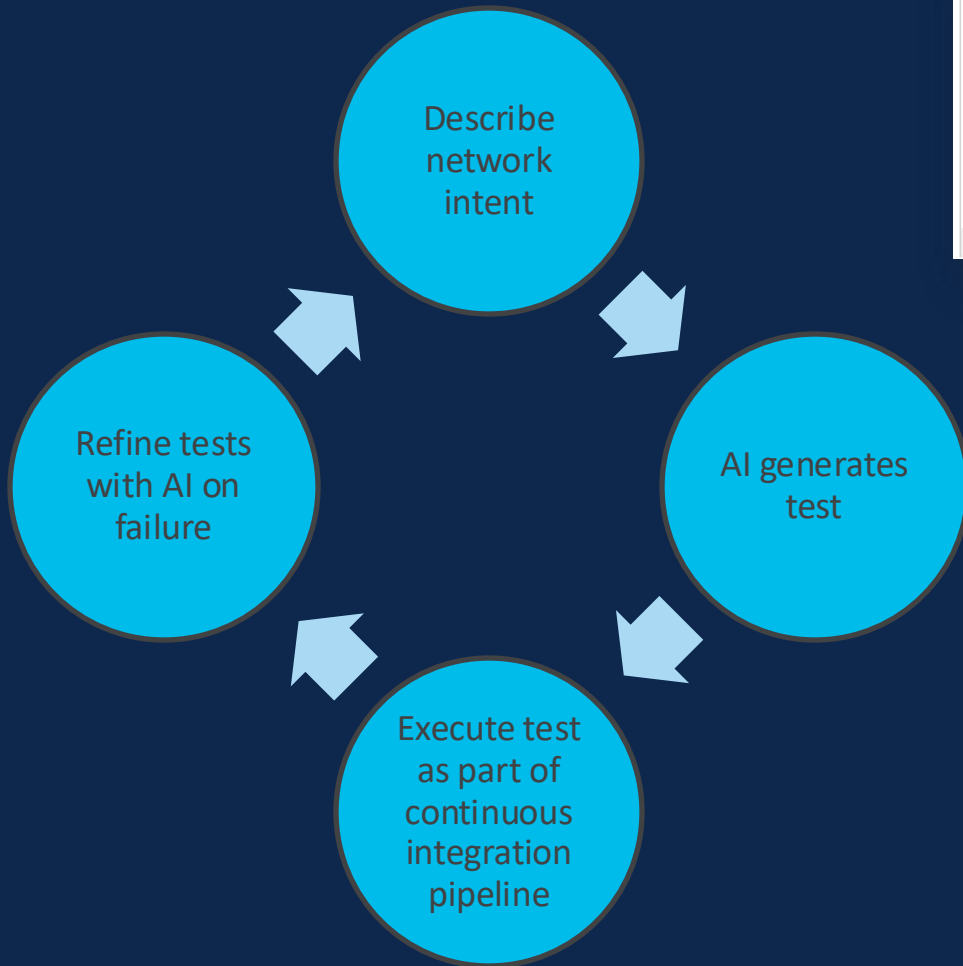 Describe
network
intent
AI generates
test
Execute test
as part of
continuous
integration
pipeline
Refine tests
with AI on
failure